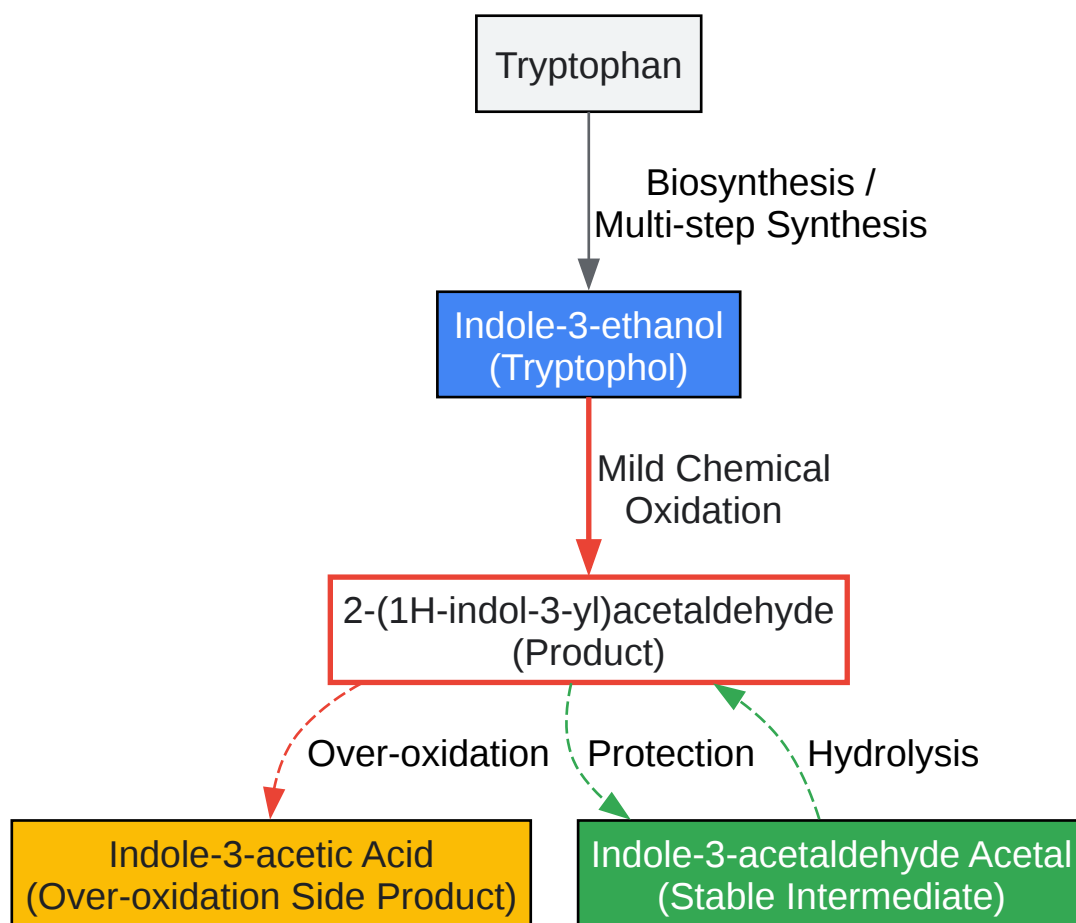 Tryptophan
Biosynthesis /
Multi-step Synthesis
Indole-3-ethanol
(Tryptophol)
Mild Chemical
Oxidation
2-(1H-indol-3-yl)acetaldehyde
(Product)
Over-oxidation
Protection
Hydrolysis
Indole-3-acetic Acid
(Over-oxidation Side Product)
Indole-3-acetaldehyde Acetal
(Stable Intermediate)